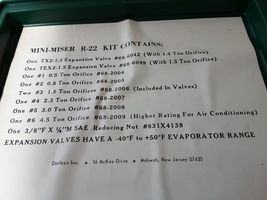 MINI-MISER R-22 KIT CONTAINS:
One TX2-1.5 Expansion Valve #68-6042 (With 1.5 Ton Orifice)
One TEX2-1.5 Expansion Valve #68-6049 (With 1.5 Ton Orifice)
One #1 0.5 Ton Orifice #68-2004
One #2 0.8 Ton Orifice #68-2005
Two #3 1.5 Ton Orifice #68-2006 (Included In Valves)
One #4 2.3 Ton Orifice #68-2007
One #5 3.0 Ton Orifice #68-2008
One #6 4.5 Ton Orifice #68-2009 (Higher Rating For Air Conditioning)
One 3/8"F X ¼"M SAE Reducing Nut #631X4138
EXPANSION VALVES HAVE A -40°F to +50°F EVAPORATOR RANGE
Danfoss Inc. • 16 McKee Drive • Mahwah, New Jersey 07430